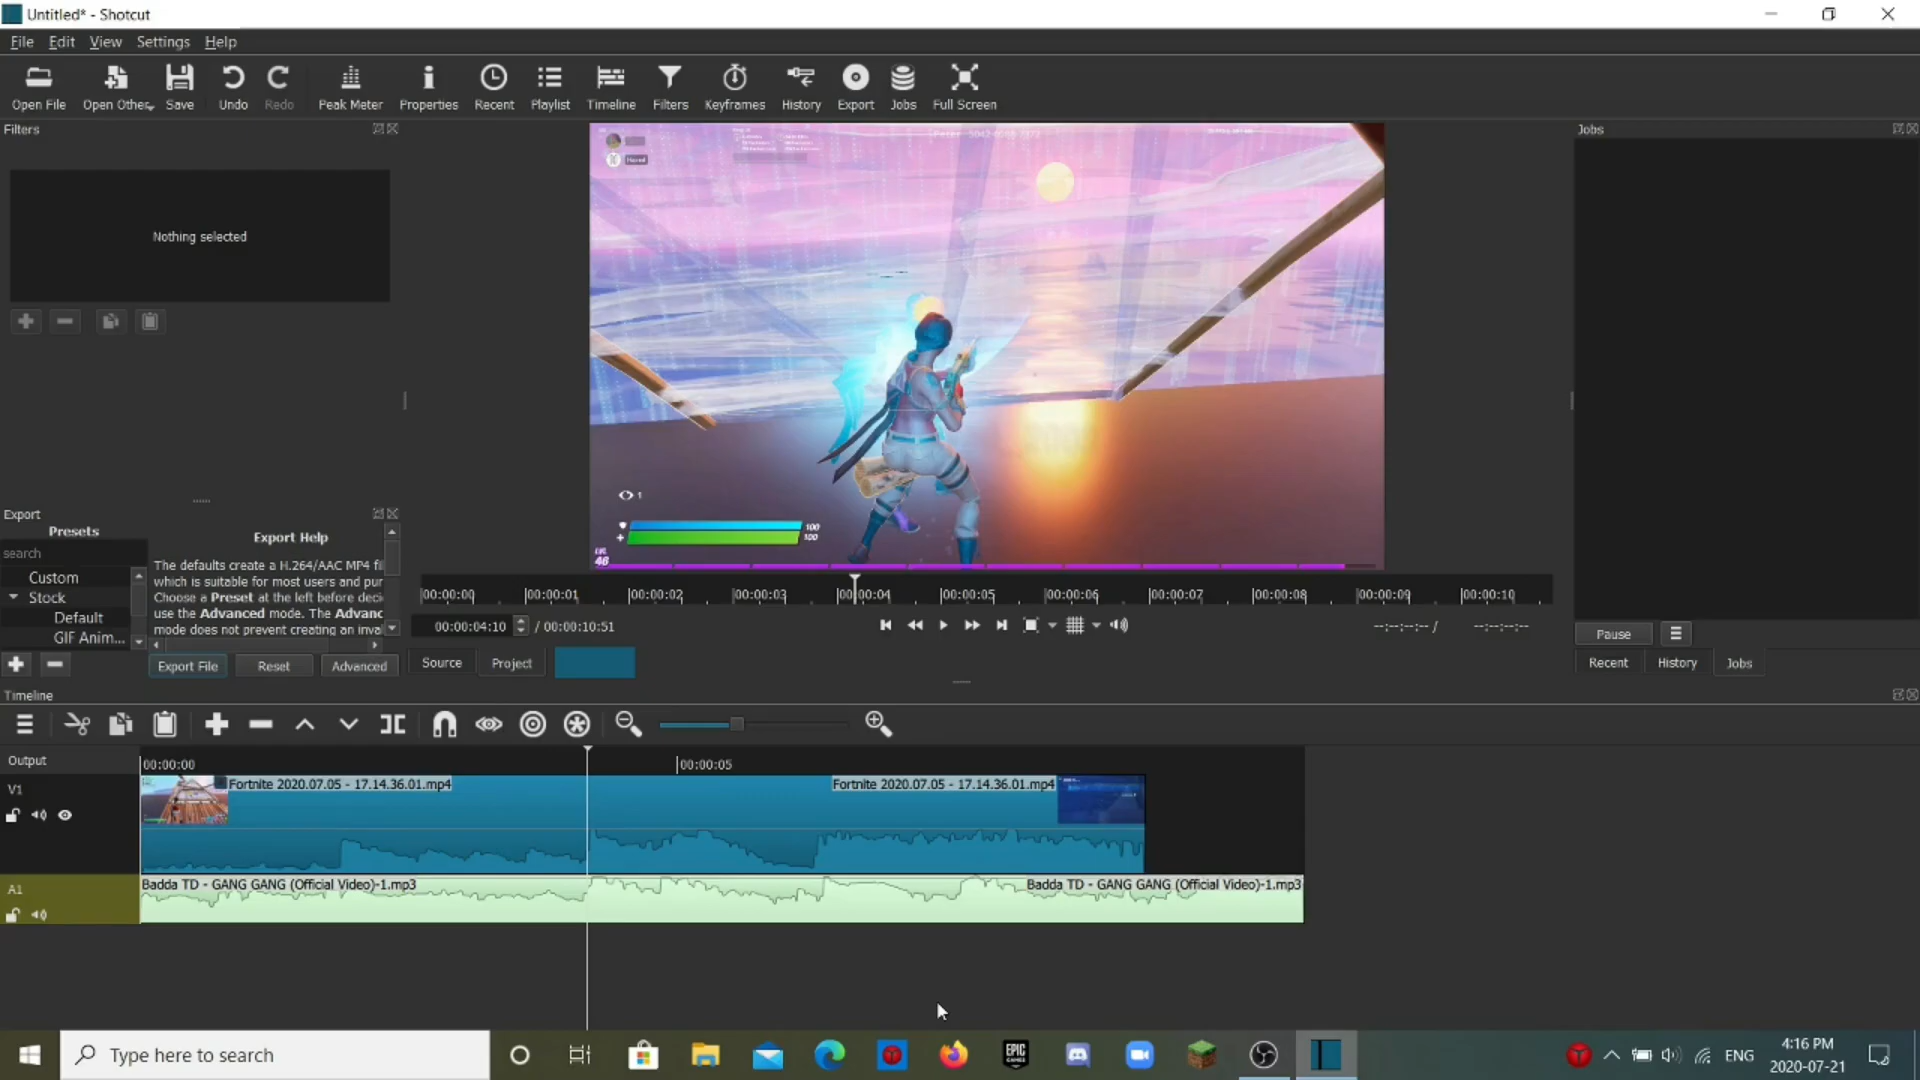 Untitled* - Shotcut
File Edit View Settings Help
Open File Open Other... Save Undo Redo Peak Meter Properties Recent Playlist Timeline Filters Keyframes History Export Jobs Full Screen
Filters
Jobs
Nothing selected
1
100
100
46
Export
Presets
search
Custom
Stock
Default
GIF Anim...
Export Help
The defaults create a H.264/AAC MP4 fil
which is suitable for most users and pur
Choose a Preset at the left before deci
use the Advanced mode. The Advanc
mode does not prevent creating an inva
Export File Reset Advanced
00:00:00 00:00:01 00:00:02 00:00:03 00:00:04 00:00:05 00:00:06 00:00:07 00:00:08 00:00:09 00:00:10
00:00:04:10 / 00:00:10:51
--:--:--:-- / --:--:--:--
Source Project
Pause
Recent History Jobs
Timeline
Output
00:00:00 00:00:05
V1
Fortnite 2020.07.05 - 17.14.36.01.mp4 Fortnite 2020.07.05 - 17.14.36.01.mp4
A1
Badda TD - GANG GANG (Official Video)-1.mp3 Badda TD - GANG GANG (Official Video)-1.mp3
Type here to search
EPIC
GAMES
ENG
4:16 PM
2020-07-21